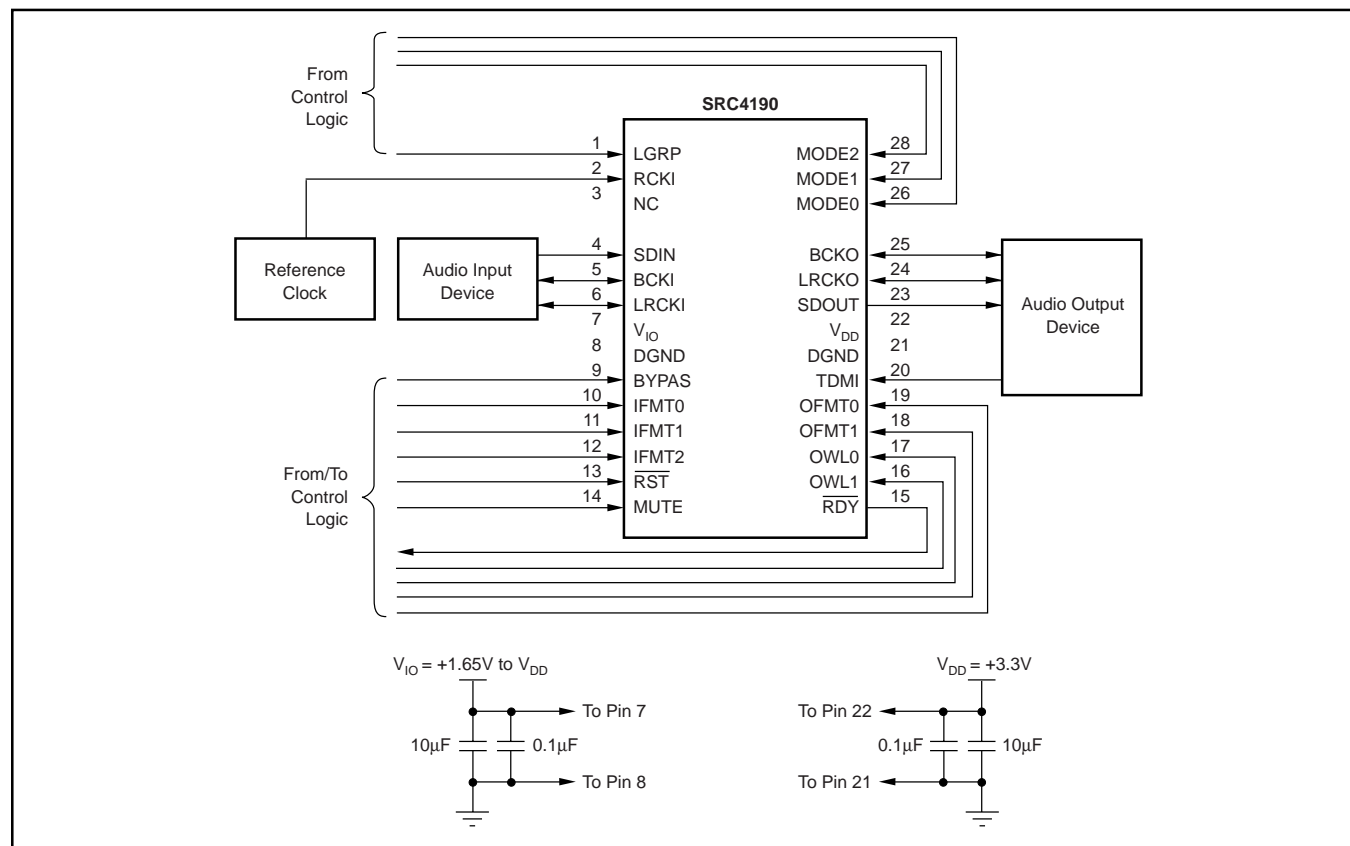 From
Control
Logic
SRC4190
1 LGRP MODE2 28
2 RCKI MODE1 27
3 NC MODE0 26
Reference
Clock
Audio Input
Device
4 SDIN BCKO 25
5 BCKI LRCKO 24
6 LRCKI SDOUT 23
7 VIO VDD 22
8 DGND DGND 21
9 BYPAS TDMI 20
10 IFMT0 OFMT0 19
11 IFMT1 OFMT1 18
12 IFMT2 OWL0 17
13 RST OWL1 16
14 MUTE RDY 15
Audio Output
Device
From/To
Control
Logic
VIO = +1.65V to VDD
To Pin 7
10μF 0.1μF
To Pin 8
VDD = +3.3V
To Pin 22
0.1μF 10μF
To Pin 21